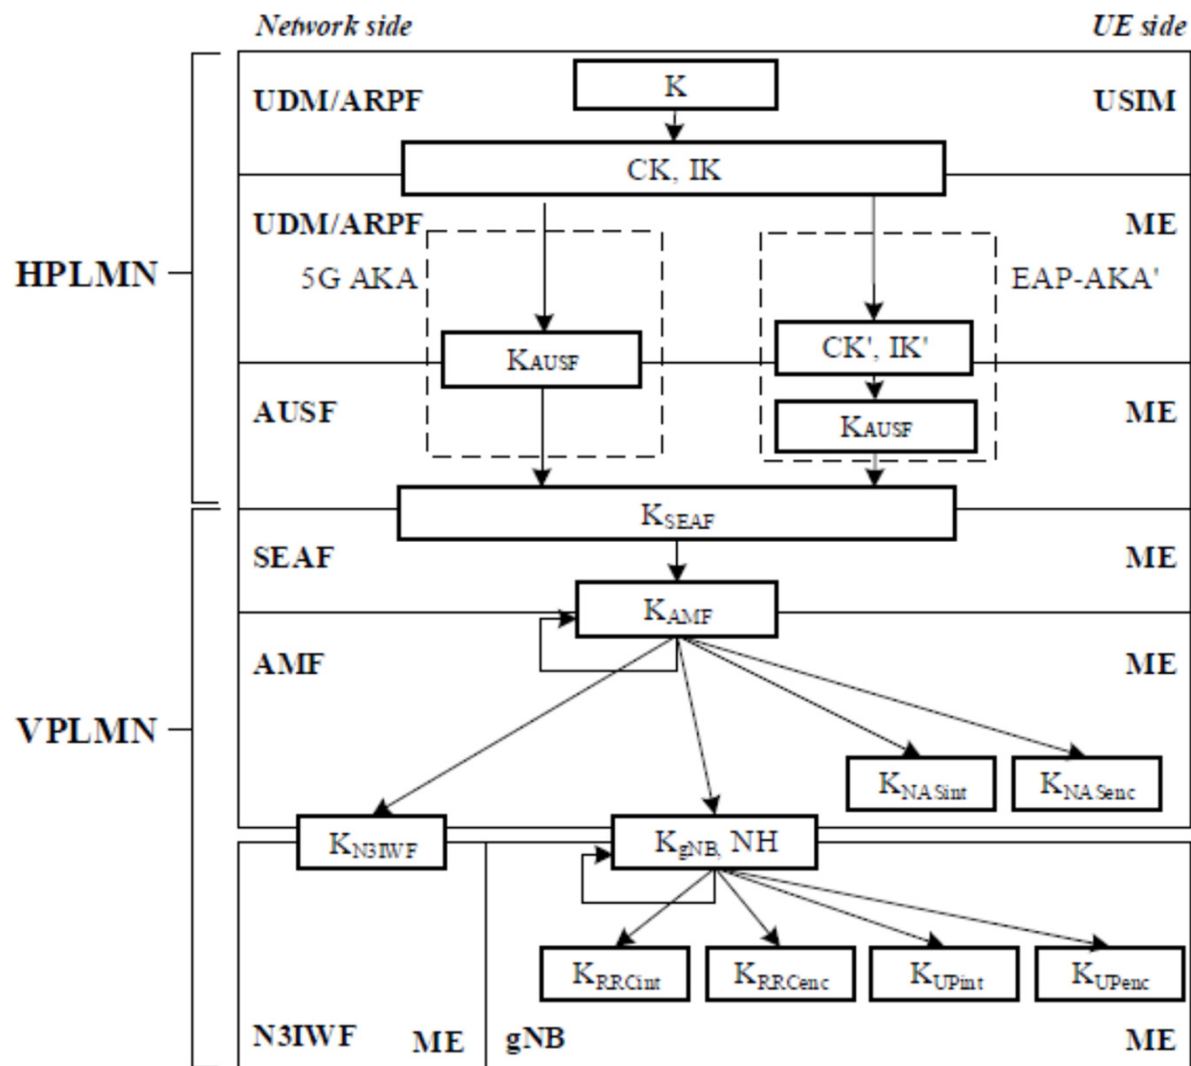 Network side
UE side
K
UDM/ARPF
USIM
CK, IK
UDM/ARPF
ME
HPLMN
5G AKA
EAP-AKA'
KAUSF
CK', IK'
AUSF
ME
KAUSF
KSEAF
SEAF
ME
KAMF
AMF
ME
VPLMN
KNASint
KNASenc
KN3IWF
KgNB, NH
KRRCint
KRRCenc
KUPint
KUPenc
N3IWF
ME
gNB
ME